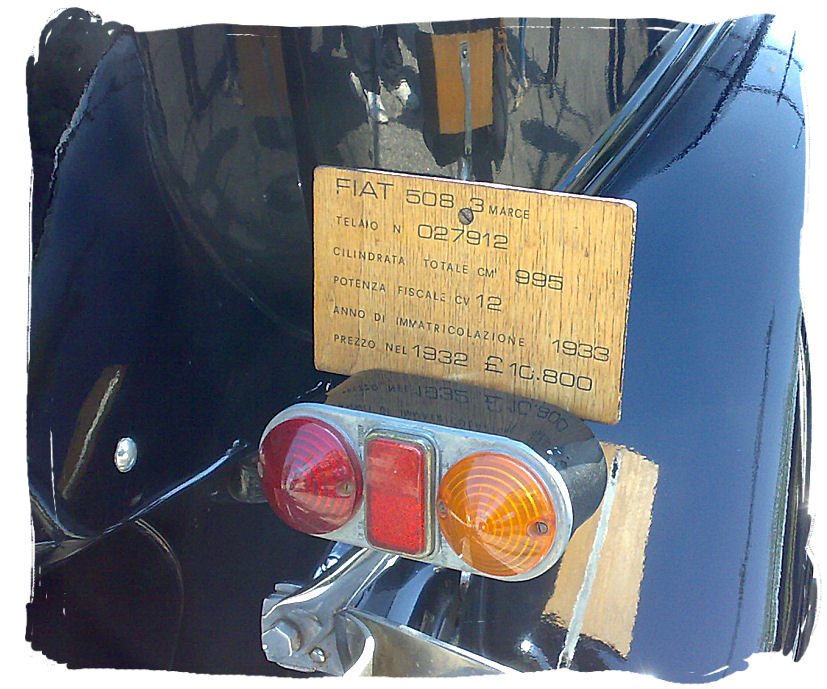 FIAT 508 3 MARCE
TELAIO N 027912
CILINDRATA TOTALE CM³ 995
POTENZA FISCALE CV 12
ANNO DI IMMATRICOLAZIONE 1933
PREZZO NEL 1932 £ 10.800